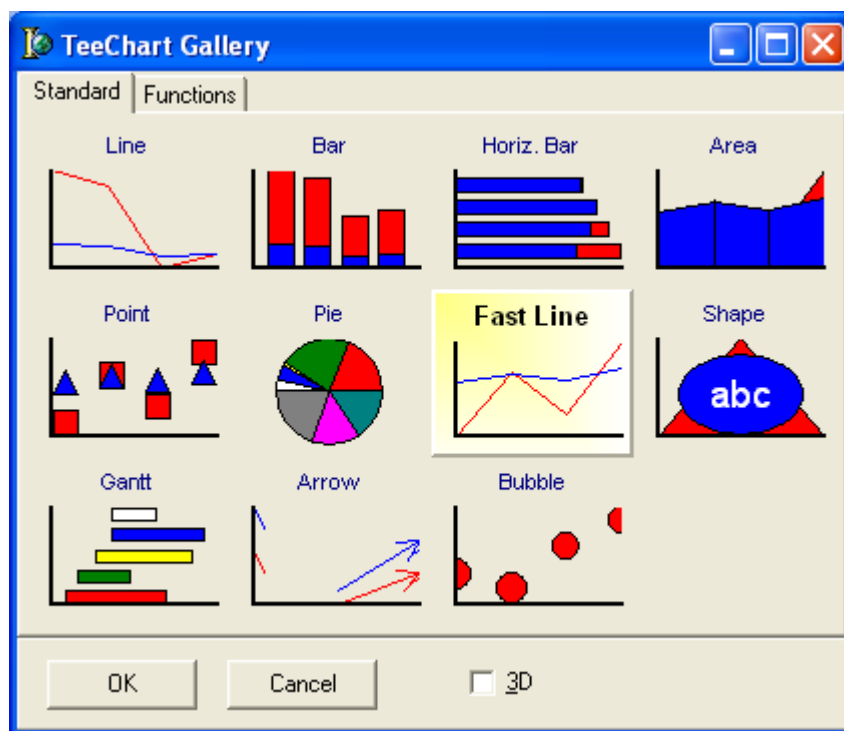 TeeChart Gallery
Standard Functions
Line Bar Horiz. Bar Area
Point Pie Fast Line Shape
abc
Gantt Arrow Bubble
OK Cancel 3D